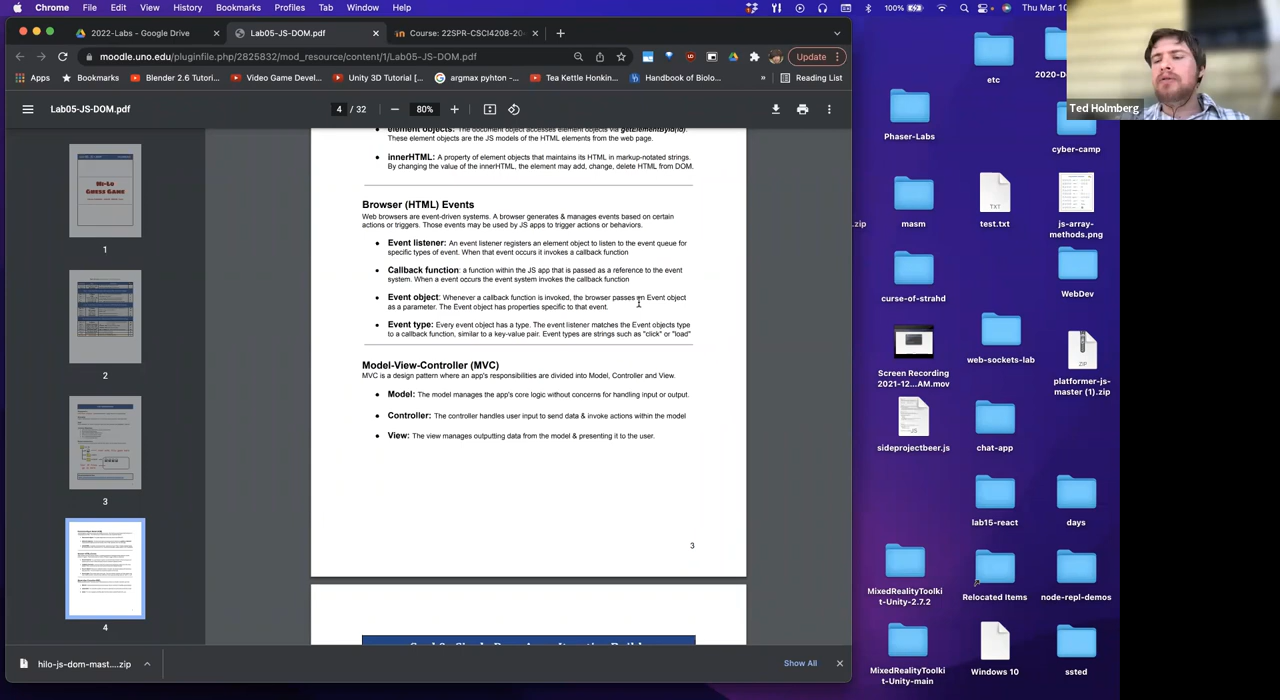 Chrome File Edit View History Bookmarks Profiles Tab Window Help 100% Thu Mar 10
2022-Labs - Google Drive Lab05-JS-DOM.pdf Course: 22SPR-CSCI4208-20
moodle.uno.edu/pluginfile.php/2825832/mod_resource/content/1/Lab05-JS-DOM.pdf Update
Apps Bookmarks Blender 2.6 Tutori... Video Game Devel... Unity 3D Tutorial [... argmax pyhton -... Tea Kettle Honkin... Handbook of Biolo... » Reading List
Lab05-JS-DOM.pdf 4 / 32 80%
element objects: The document object accesses element objects via getElementById(id).
These element objects are the JS models of the HTML elements from the web page.
• innerHTML: A property of element objects that maintains its HTML in markup-notated strings.
By changing the value of the innerHTML, the element may add, change, delete HTML from DOM.
Browser (HTML) Events
Web browsers are event-driven systems. A browser generates & manages events based on certain
actions or triggers. Those events may be used by JS apps to trigger actions or behaviors.
• Event listener: An event listener registers an element object to listen to the event queue for
specific types of event. When that event occurs it invokes a callback function
• Callback function: a function within the JS app that is passed as a reference to the event
system. When a event occurs the event system invokes the callback function
• Event object: Whenever a callback function is invoked, the browser passes an Event object
as a parameter. The Event object has properties specific to that event.
• Event type: Every event object has a type. The event listener matches the Event objects type
to a callback function, similar to a key-value pair. Event types are strings such as "click" or "load"
Model-View-Controller (MVC)
MVC is a design pattern where an app's responsibilities are divided into Model, Controller and View.
• Model: The model manages the app's core logic without concerns for handling input or output.
• Controller: The controller handles user input to send data & invoke actions within the model
• View: The view manages outputting data from the model & presenting it to the user.
3
Hi-Lo
Guess Game
1
2
3
4
hilo-js-dom-mast....zip
Show All
Ted Holmberg
etc
2020-D
Phaser-Labs
cyber-camp
.zip
masm
TXT
test.txt
js-array-
methods.png
curse-of-strahd
WebDev
Screen Recording
2021-12...AM.mov
web-sockets-lab
ZIP
platformer-js-
master (1).zip
sideprojectbeer.js
chat-app
lab15-react
days
MixedRealityToolki
t-Unity-2.7.2
Relocated Items
node-repl-demos
MixedRealityToolki
t-Unity-main
Windows 10
ssted